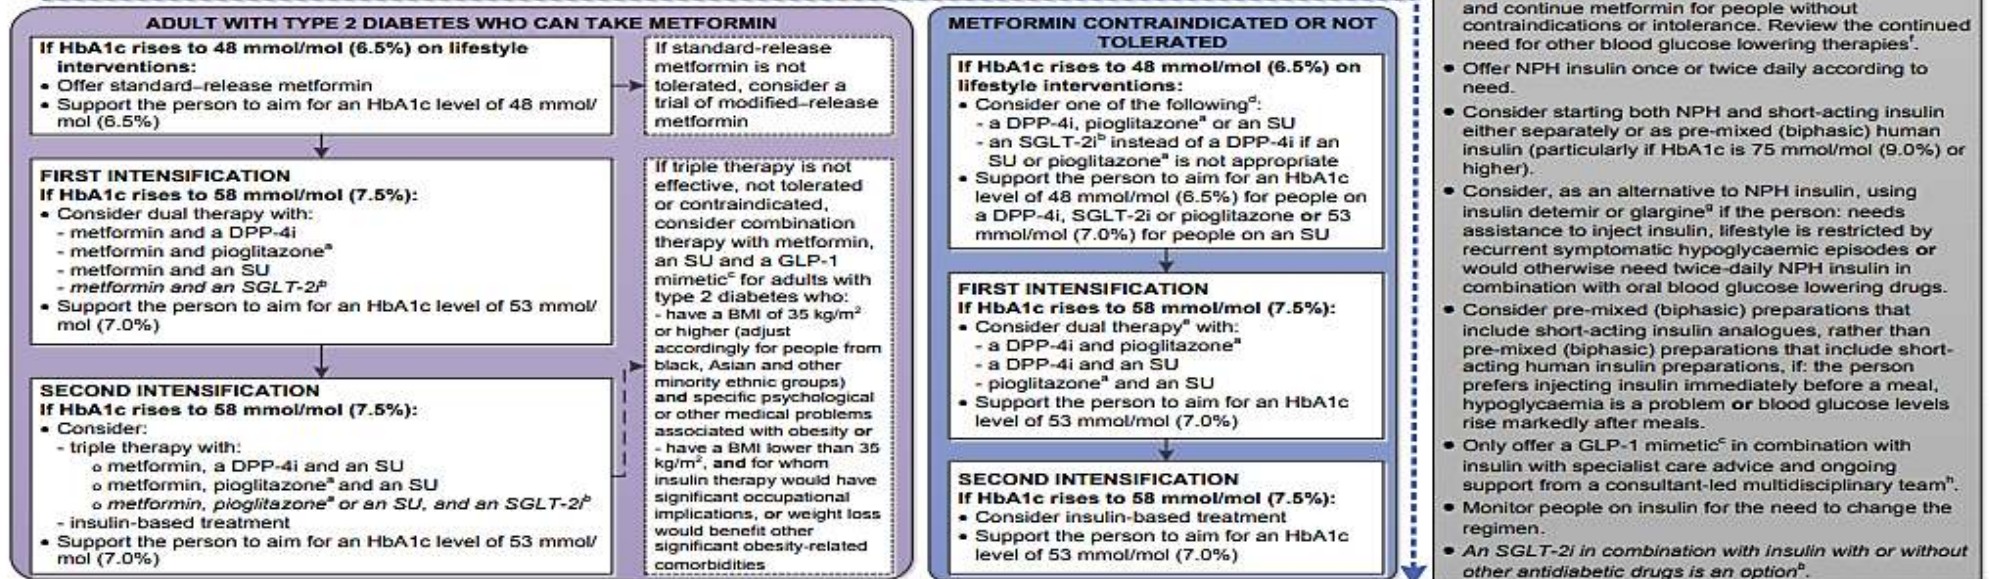 ADULT WITH TYPE 2 DIABETES WHO CAN TAKE METFORMIN
If HbA1c rises to 48 mmol/mol (6.5%) on lifestyle
interventions:
• Offer standard–release metformin
• Support the person to aim for an HbA1c level of 48 mmol/
mol (6.5%)
If standard-release
metformin is not
tolerated, consider a
trial of modified–release
metformin
FIRST INTENSIFICATION
If HbA1c rises to 58 mmol/mol (7.5%):
• Consider dual therapy with:
- metformin and a DPP-4i
- metformin and pioglitazoneᵃ
- metformin and an SU
- metformin and an SGLT-2iᵇ
• Support the person to aim for an HbA1c level of 53 mmol/
mol (7.0%)
SECOND INTENSIFICATION
If HbA1c rises to 58 mmol/mol (7.5%):
• Consider:
- triple therapy with:
o metformin, a DPP-4i and an SU
o metformin, pioglitazoneᵃ and an SU
o metformin, pioglitazoneᵃ or an SU, and an SGLT-2iᵇ
- insulin-based treatment
• Support the person to aim for an HbA1c level of 53 mmol/
mol (7.0%)
If triple therapy is not
effective, not tolerated
or contraindicated,
consider combination
therapy with metformin,
an SU and a GLP-1
mimeticᶜ for adults with
type 2 diabetes who:
- have a BMI of 35 kg/m²
or higher (adjust
accordingly for people from
black, Asian and other
minority ethnic groups)
and specific psychological
or other medical problems
associated with obesity or
- have a BMI lower than 35
kg/m², and for whom
insulin therapy would have
significant occupational
implications, or weight loss
would benefit other
significant obesity-related
comorbidities
METFORMIN CONTRAINDICATED OR NOT
TOLERATED
If HbA1c rises to 48 mmol/mol (6.5%) on
lifestyle interventions:
• Consider one of the followingᵈ:
- a DPP-4i, pioglitazoneᵃ or an SU
- an SGLT-2iᵇ instead of a DPP-4i if an
SU or pioglitazoneᵃ is not appropriate
• Support the person to aim for an HbA1c
level of 48 mmol/mol (6.5%) for people on
a DPP-4i, SGLT-2i or pioglitazone or 53
mmol/mol (7.0%) for people on an SU
FIRST INTENSIFICATION
If HbA1c rises to 58 mmol/mol (7.5%):
• Consider dual therapyᵉ with:
- a DPP-4i and pioglitazoneᵃ
- a DPP-4i and an SU
- pioglitazoneᵃ and an SU
• Support the person to aim for an HbA1c
level of 53 mmol/mol (7.0%)
SECOND INTENSIFICATION
If HbA1c rises to 58 mmol/mol (7.5%):
• Consider insulin-based treatment
• Support the person to aim for an HbA1c
level of 53 mmol/mol (7.0%)
and continue metformin for people without
contraindications or intolerance. Review the continued
need for other blood glucose lowering therapiesᶠ.
• Offer NPH insulin once or twice daily according to
need.
• Consider starting both NPH and short-acting insulin
either separately or as pre-mixed (biphasic) human
insulin (particularly if HbA1c is 75 mmol/mol (9.0%) or
higher).
• Consider, as an alternative to NPH insulin, using
insulin detemir or glargineᵍ if the person: needs
assistance to inject insulin, lifestyle is restricted by
recurrent symptomatic hypoglycaemic episodes or
would otherwise need twice-daily NPH insulin in
combination with oral blood glucose lowering drugs.
• Consider pre-mixed (biphasic) preparations that
include short-acting insulin analogues, rather than
pre-mixed (biphasic) preparations that include short-
acting human insulin preparations, if: the person
prefers injecting insulin immediately before a meal,
hypoglycaemia is a problem or blood glucose levels
rise markedly after meals.
• Only offer a GLP-1 mimeticᶜ in combination with
insulin with specialist care advice and ongoing
support from a consultant-led multidisciplinary teamʰ.
• Monitor people on insulin for the need to change the
regimen.
• An SGLT-2i in combination with insulin with or without
other antidiabetic drugs is an optionᵇ.